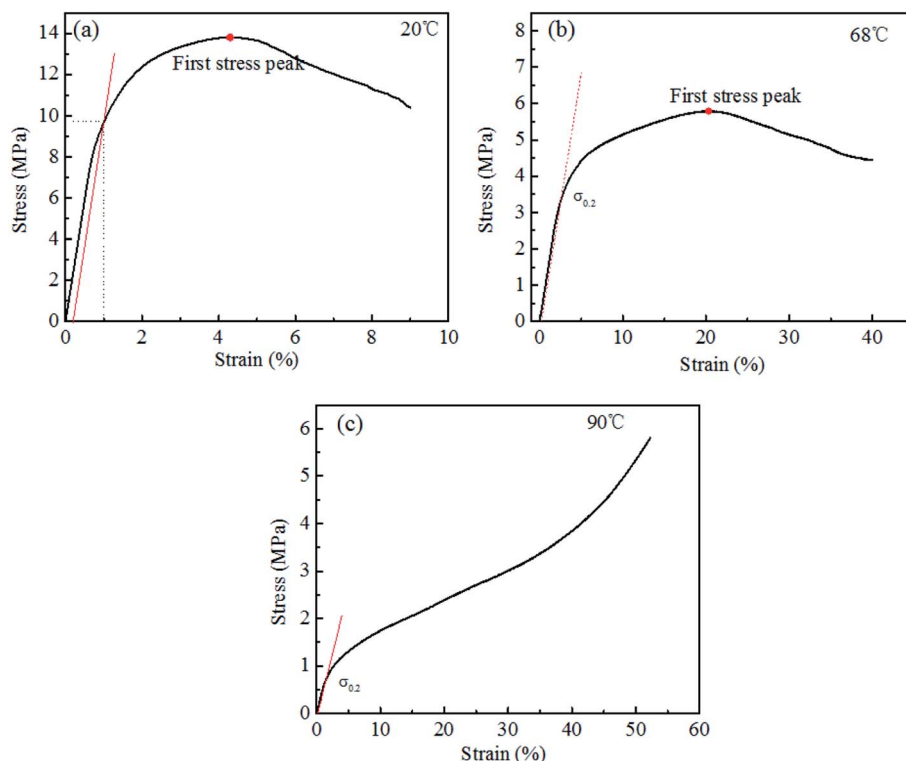 (a)
20℃
First stress peak
Stress (MPa)
14
12
10
8
6
4
2
0
0 2 4 6 8 10
Strain (%)
(b)
68℃
First stress peak
σ0.2
Stress (MPa)
8
7
6
5
4
3
2
1
0
0 10 20 30 40
Strain (%)
(c)
90℃
σ0.2
Stress (MPa)
6
5
4
3
2
1
0
0 10 20 30 40 50 60
Strain (%)